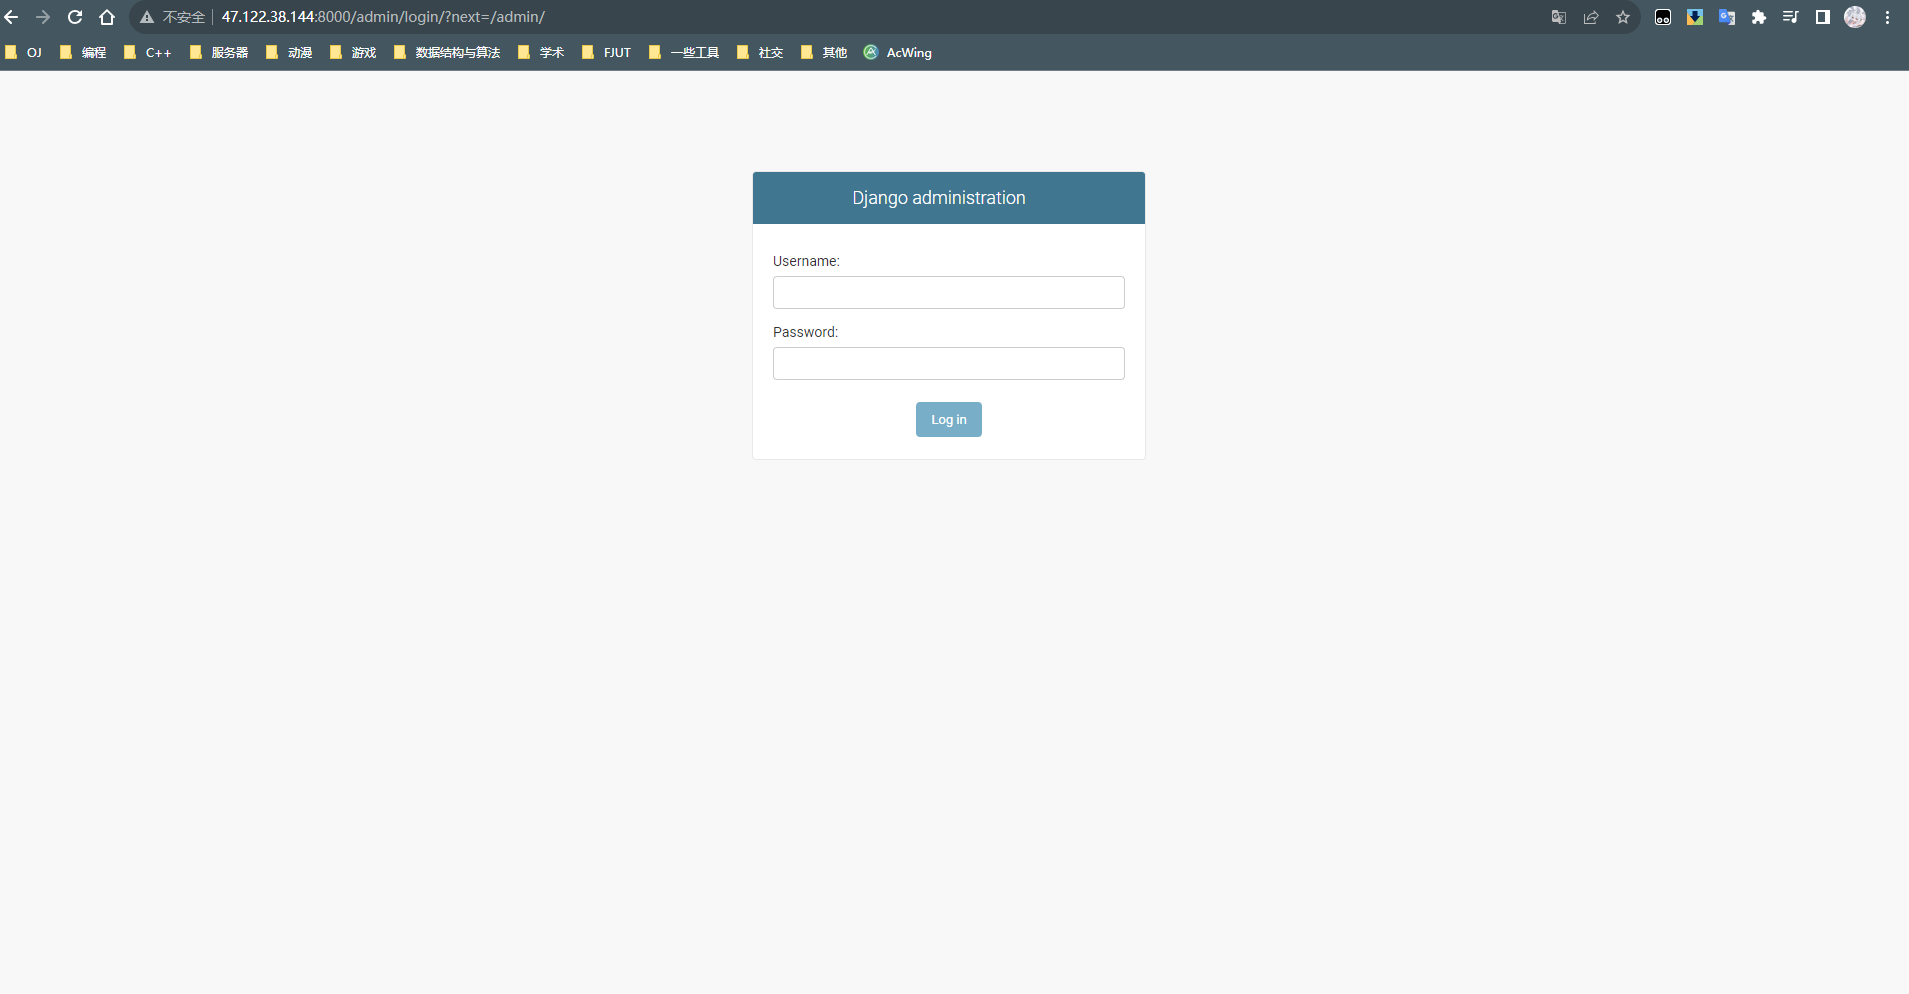 不安全 47.122.38.144:8000/admin/login/?next=/admin/
OJ 编程 C++ 服务器 动漫 游戏 数据结构与算法 学术 FJUT 一些工具 社交 其他 AcWing
Django administration
Username:
Password:
Log in